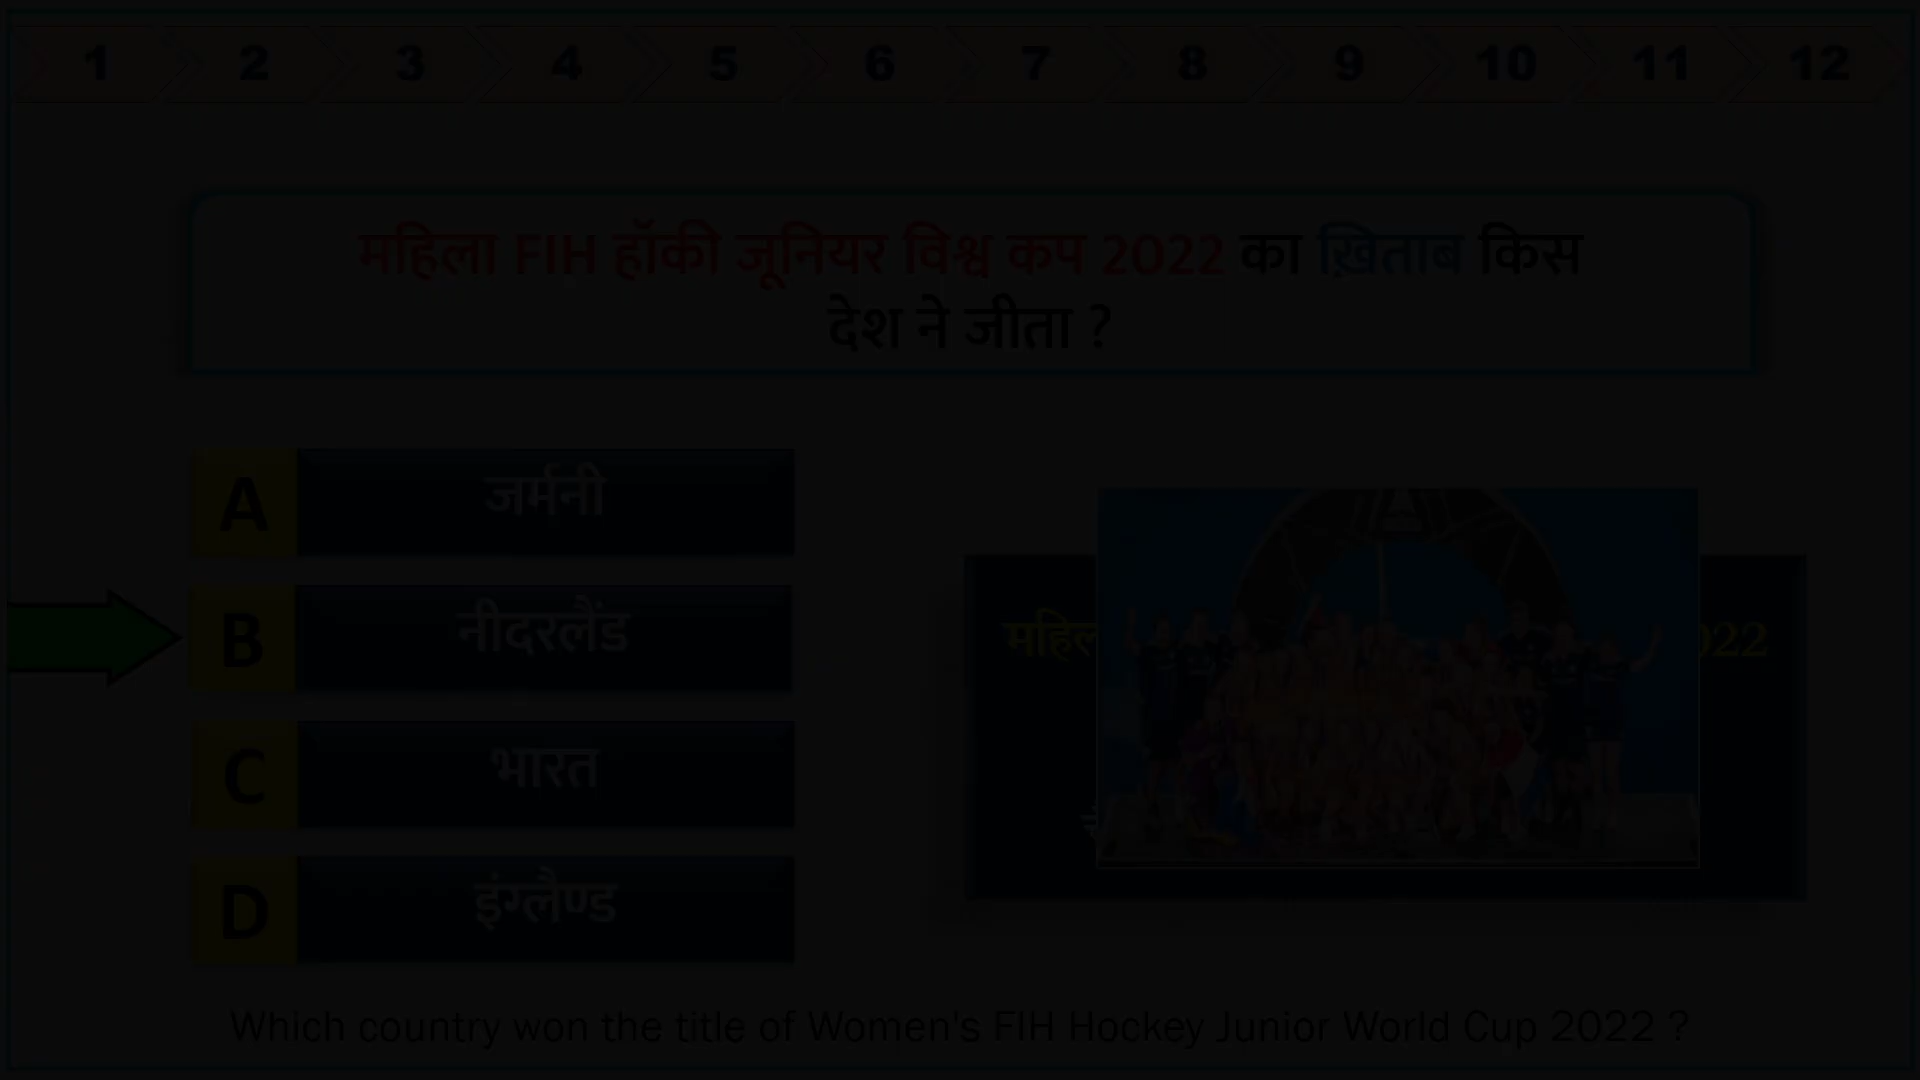 1 2 3 4 5 6 7 8 9 10 11 12
महिला FIH हॉकी जूनियर विश्व कप 2022 का ख़िताब किस
देश ने जीता ?
A जर्मनी
B नीदरलैंड
C भारत
D इंग्लैण्ड
Which country won the title of Women's FIH Hockey Junior World Cup 2022 ?